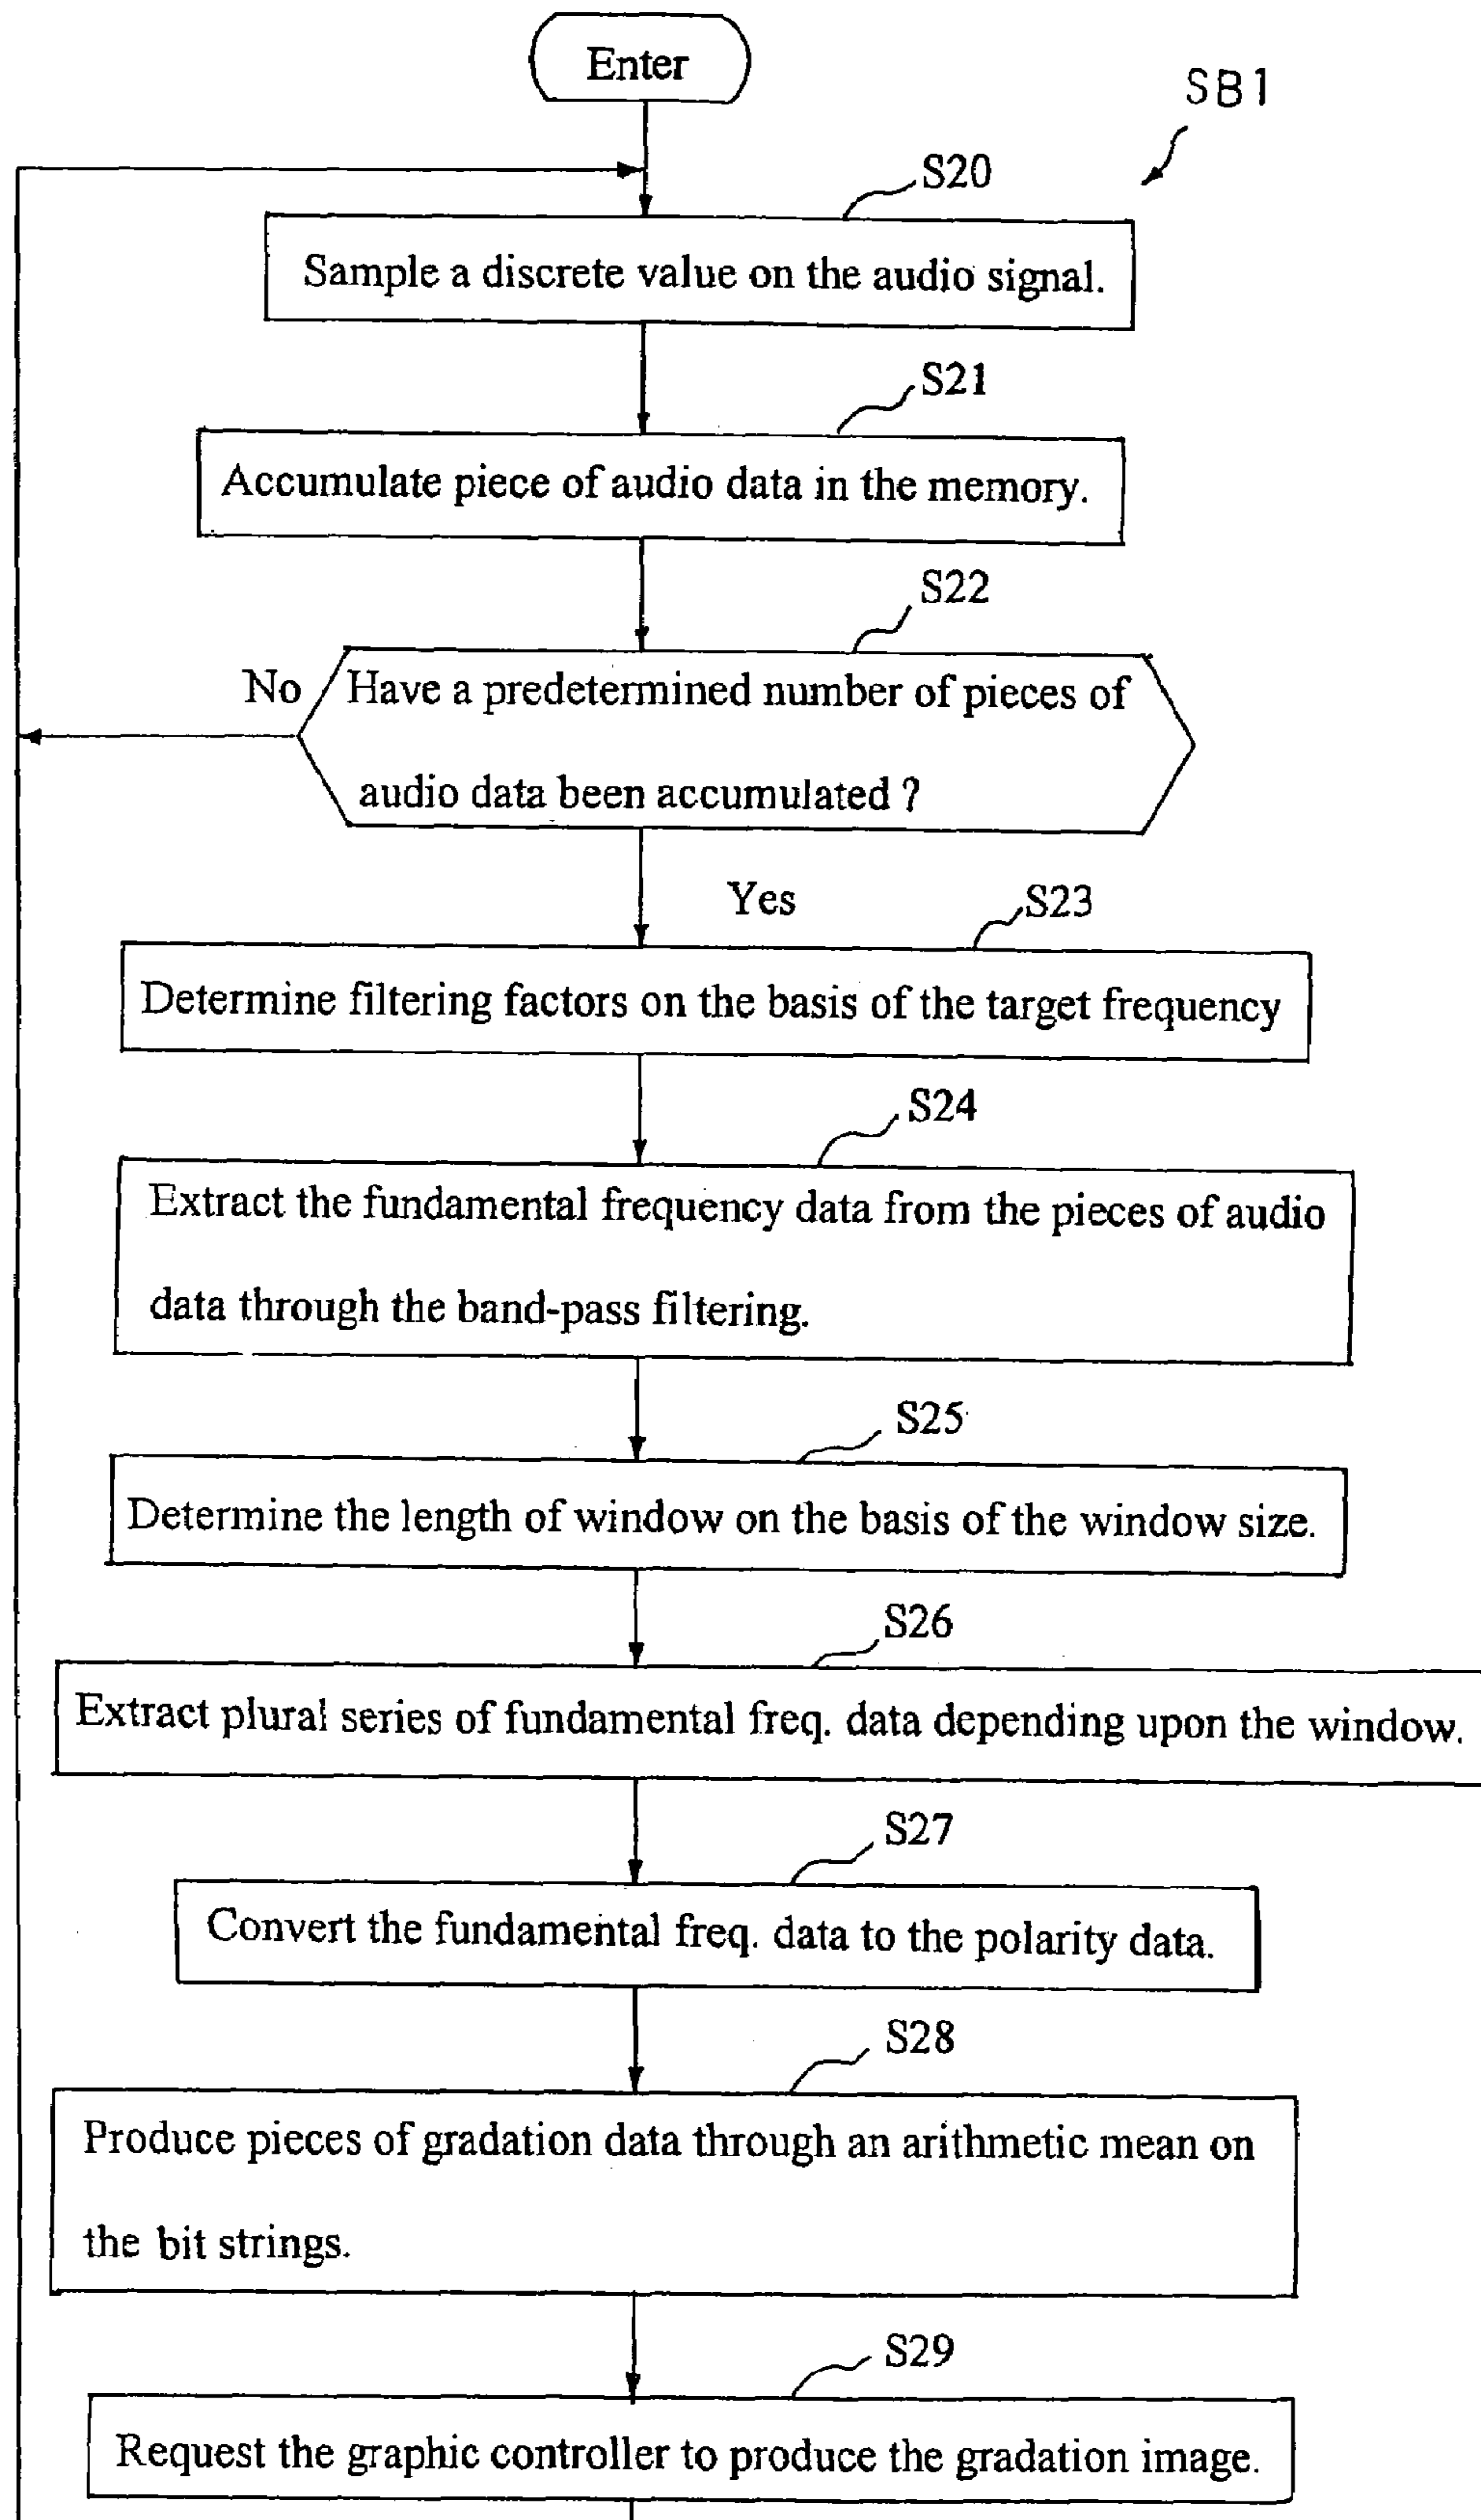 Enter
SB1
S20
Sample a discrete value on the audio signal.
S21
Accumulate piece of audio data in the memory.
S22
No
Have a predetermined number of pieces of
audio data been accumulated ?
Yes
S23
Determine filtering factors on the basis of the target frequency
S24
Extract the fundamental frequency data from the pieces of audio
data through the band-pass filtering.
S25
Determine the length of window on the basis of the window size.
S26
Extract plural series of fundamental freq. data depending upon the window.
S27
Convert the fundamental freq. data to the polarity data.
S28
Produce pieces of gradation data through an arithmetic mean on
the bit strings.
S29
Request the graphic controller to produce the gradation image.